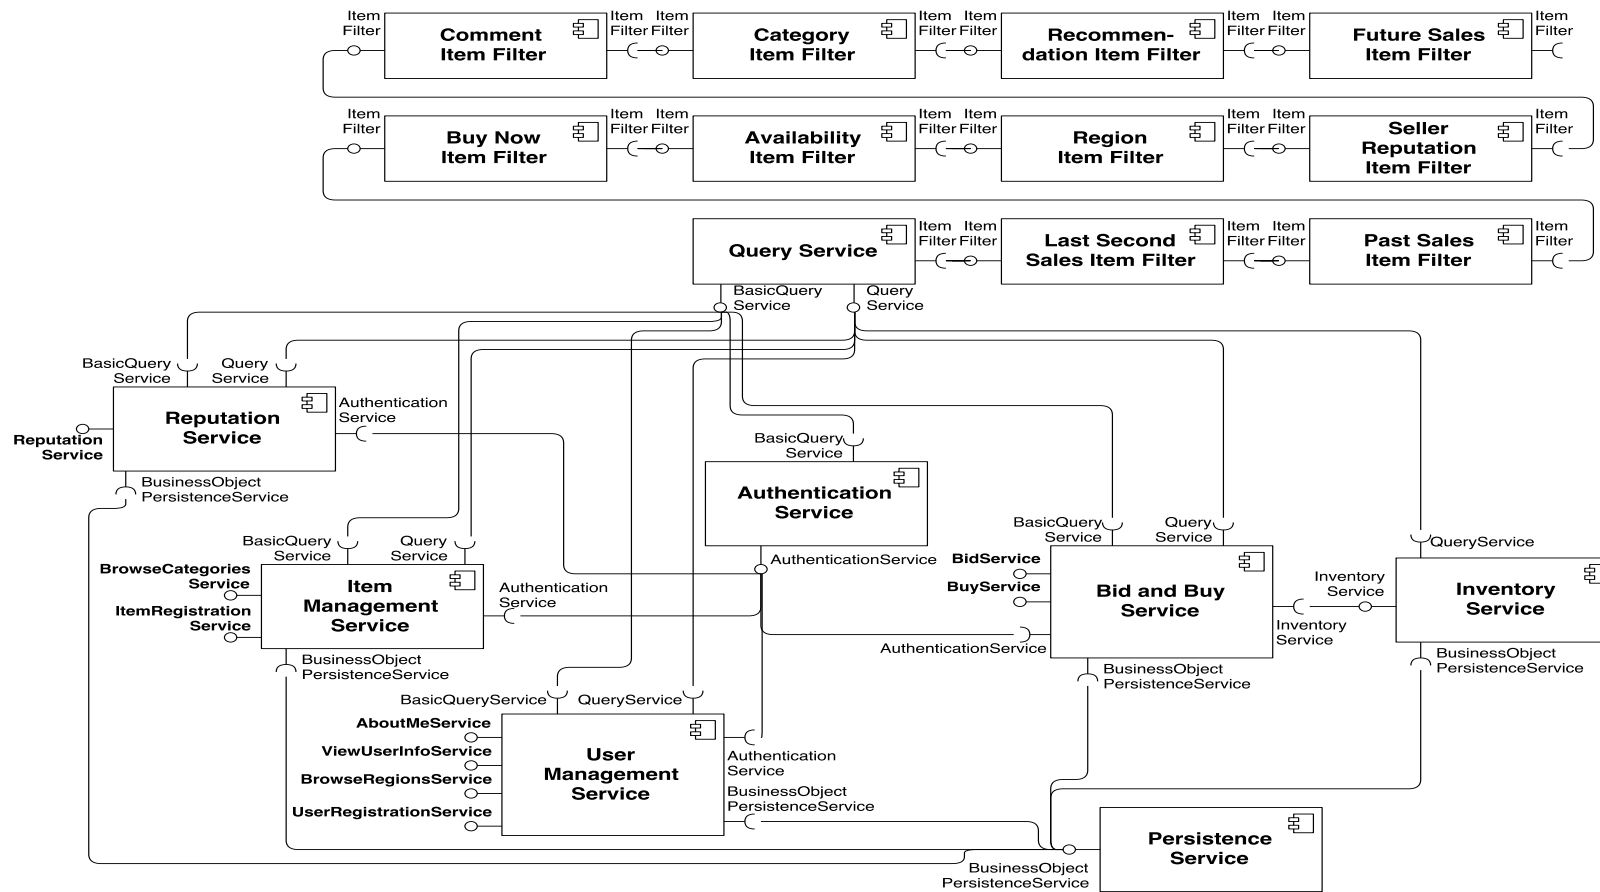 Item
Filter
Comment
Item Filter
Item
Filter
Item
Filter
Category
Item Filter
Item
Filter
Item
Filter
Recommen-
dation Item Filter
Item
Filter
Item
Filter
Future Sales
Item Filter
Item
Filter
Item
Filter
Buy Now
Item Filter
Item
Filter
Item
Filter
Availability
Item Filter
Item
Filter
Item
Filter
Region
Item Filter
Item
Filter
Item
Filter
Seller
Reputation
Item Filter
Item
Filter
Query Service
Item
Filter
Item
Filter
Last Second
Sales Item Filter
Item
Filter
Item
Filter
Past Sales
Item Filter
Item
Filter
BasicQuery
Service
Query
Service
BasicQuery
Service
Query
Service
Reputation
Service
Authentication
Service
Reputation
Service
BusinessObject
PersistenceService
BasicQuery
Service
Authentication
Service
AuthenticationService
BasicQuery
Service
Query
Service
BrowseCategories
Service
ItemRegistration
Service
Item
Management
Service
Authentication
Service
BusinessObject
PersistenceService
BasicQuery
Service
Query
Service
BidService
BuyService
Bid and Buy
Service
AuthenticationService
Inventory
Service
Inventory
Service
QueryService
Inventory
Service
BusinessObject
PersistenceService
BusinessObject
PersistenceService
BasicQueryService
QueryService
AboutMeService
ViewUserInfoService
BrowseRegionsService
UserRegistrationService
User
Management
Service
Authentication
Service
BusinessObject
PersistenceService
Persistence
Service
BusinessObject
PersistenceService